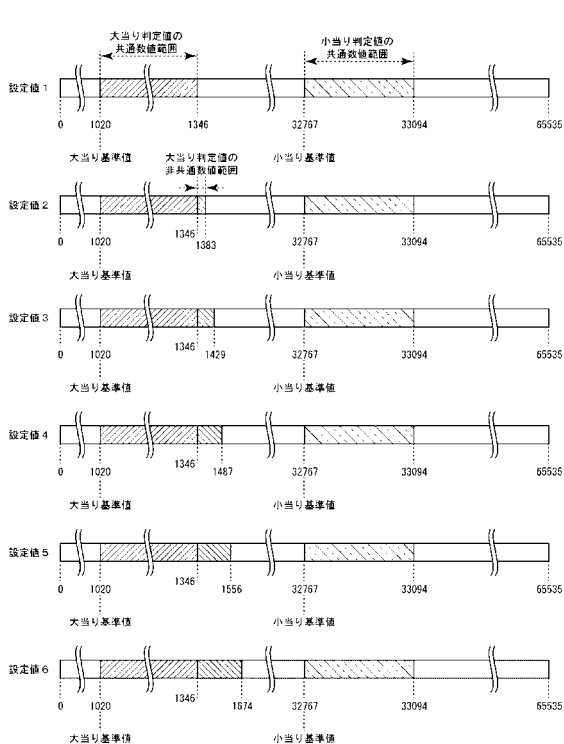 大当り判定値の
共通数値範囲
小当り判定値の
共通数値範囲
設定値1
0 1020 1346 32767 33094 65535
大当り基準値 小当り基準値
大当り判定値の
非共通数値範囲
設定値2
0 1020 1346 1383 32767 33094 65535
大当り基準値 小当り基準値
設定値3
0 1020 1346 1429 32767 33094 65535
大当り基準値 小当り基準値
設定値4
0 1020 1346 1487 32767 33094 65535
大当り基準値 小当り基準値
設定値5
0 1020 1346 1556 32767 33094 65535
大当り基準値 小当り基準値
設定値6
0 1020 1346 1674 32767 33094 65535
大当り基準値 小当り基準値